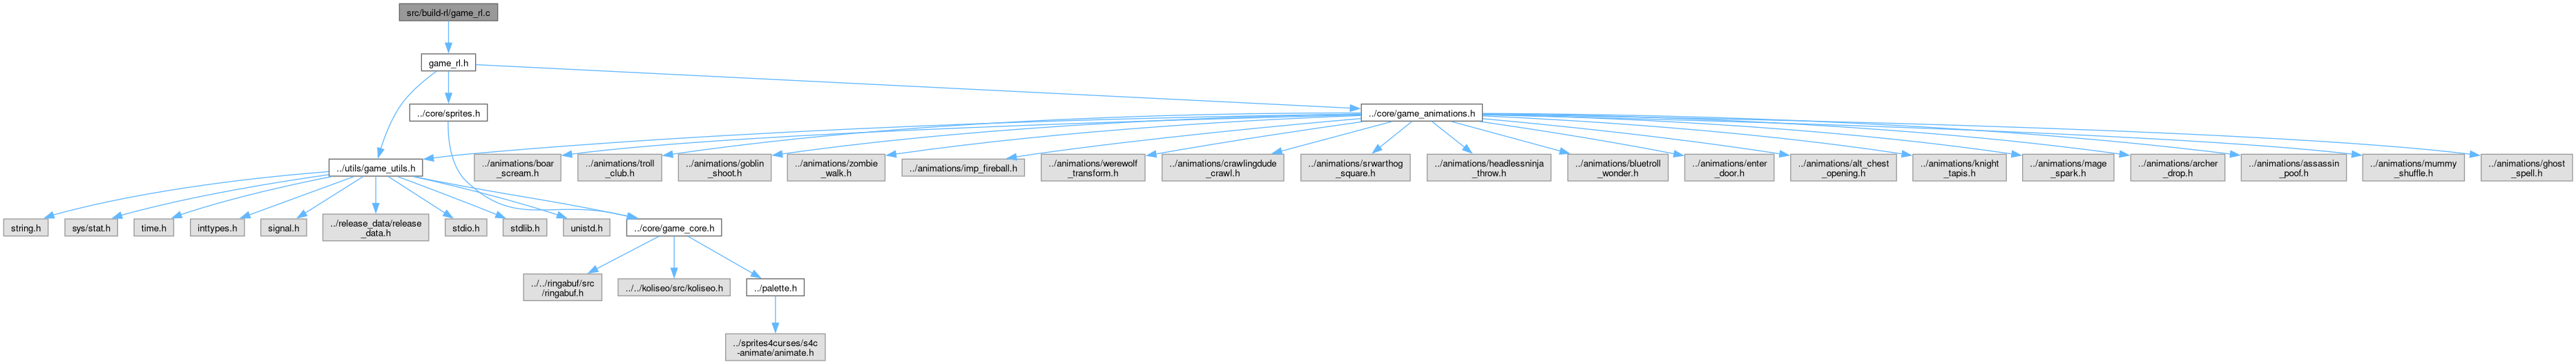 src/build-rl/game_rl.c
game_rl.h
../core/sprites.h
../core/game_animations.h
../utils/game_utils.h
../animations/boar
_scream.h
../animations/troll
_club.h
../animations/goblin
_shoot.h
../animations/zombie
_walk.h
../animations/imp_fireball.h
../animations/werewolf
_transform.h
../animations/crawlingdude
_crawl.h
../animations/srwarthog
_square.h
../animations/headlessninja
_throw.h
../animations/bluetroll
_wonder.h
../animations/enter
_door.h
../animations/alt_chest
_opening.h
../animations/knight
_tapis.h
../animations/mage
_spark.h
../animations/archer
_drop.h
../animations/assassin
_poof.h
../animations/mummy
_shuffle.h
../animations/ghost
_spell.h
string.h
sys/stat.h
time.h
inttypes.h
signal.h
../release_data/release
_data.h
stdio.h
stdlib.h
unistd.h
../core/game_core.h
../../ringabuf/src
/ringabuf.h
../../koliseo/src/koliseo.h
../palette.h
../sprites4curses/s4c
-animate/animate.h